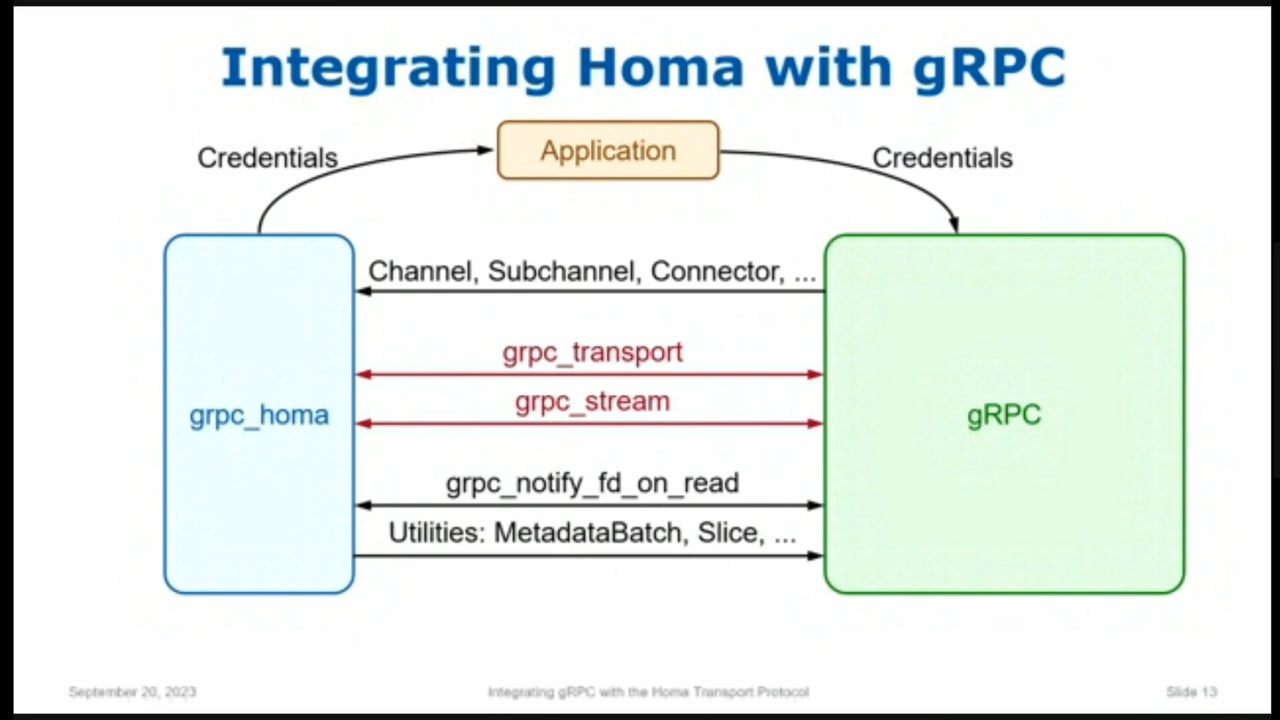 Integrating Homa with gRPC
Application
Credentials
Credentials
Channel, Subchannel, Connector, ...
grpc_transport
grpc_stream
grpc_homa
gRPC
grpc_notify_fd_on_read
Utilities: MetadataBatch, Slice, ...
September 20, 2023
Integrating gRPC with the Homa Transport Protocol
Slide 13